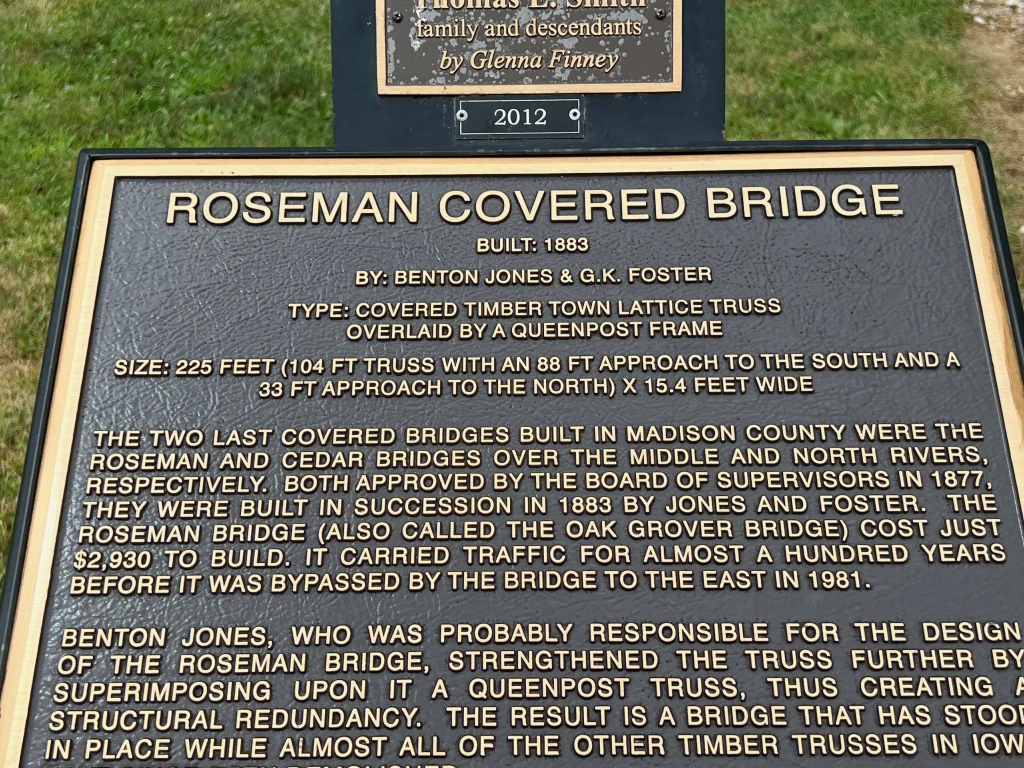 Thomas E. Smith
family and descendants
by Glenna Finney
2012
ROSEMAN COVERED BRIDGE
BUILT: 1883
BY: BENTON JONES & G.K. FOSTER
TYPE: COVERED TIMBER TOWN LATTICE TRUSS
OVERLAID BY A QUEENPOST FRAME
SIZE: 225 FEET (104 FT TRUSS WITH AN 88 FT APPROACH TO THE SOUTH AND A
33 FT APPROACH TO THE NORTH) X 15.4 FEET WIDE
THE TWO LAST COVERED BRIDGES BUILT IN MADISON COUNTY WERE THE
ROSEMAN AND CEDAR BRIDGES OVER THE MIDDLE AND NORTH RIVERS,
RESPECTIVELY. BOTH APPROVED BY THE BOARD OF SUPERVISORS IN 1877,
THEY WERE BUILT IN SUCCESSION IN 1883 BY JONES AND FOSTER. THE
ROSEMAN BRIDGE (ALSO CALLED THE OAK GROVER BRIDGE) COST JUST
$2,930 TO BUILD. IT CARRIED TRAFFIC FOR ALMOST A HUNDRED YEARS
BEFORE IT WAS BYPASSED BY THE BRIDGE TO THE EAST IN 1981.
BENTON JONES, WHO WAS PROBABLY RESPONSIBLE FOR THE DESIGN
OF THE ROSEMAN BRIDGE, STRENGTHENED THE TRUSS FURTHER BY
SUPERIMPOSING UPON IT A QUEENPOST TRUSS, THUS CREATING A
STRUCTURAL REDUNDANCY. THE RESULT IS A BRIDGE THAT HAS STOOD
IN PLACE WHILE ALMOST ALL OF THE OTHER TIMBER TRUSSES IN IOW